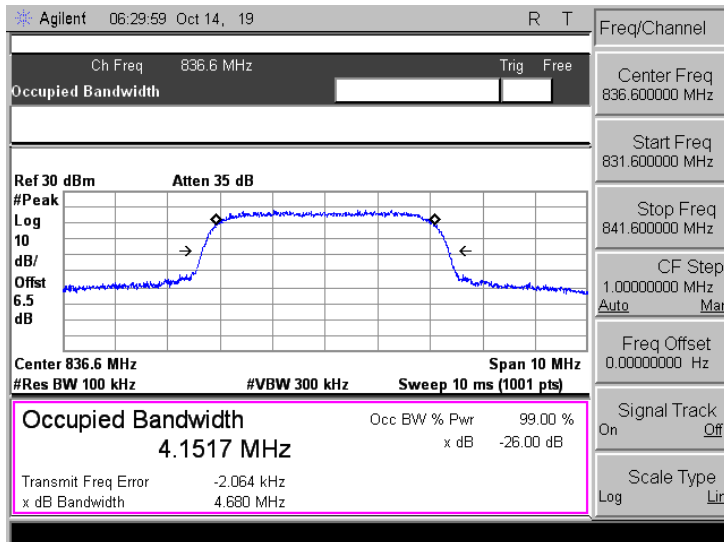 Agilent 06:29:59 Oct 14, 19 R T
Ch Freq 836.6 MHz Trig Free
Occupied Bandwidth
Ref 30 dBm Atten 35 dB
#Peak
Log
10
dB/
Offst
6.5
dB
Center 836.6 MHz Span 10 MHz
#Res BW 100 kHz #VBW 300 kHz Sweep 10 ms (1001 pts)
Occupied Bandwidth Occ BW % Pwr 99.00 %
4.1517 MHz x dB -26.00 dB
Transmit Freq Error -2.064 kHz
x dB Bandwidth 4.680 MHz
Freq/Channel
Center Freq
836.600000 MHz
Start Freq
831.600000 MHz
Stop Freq
841.600000 MHz
CF Step
1.00000000 MHz
Auto Man
Freq Offset
0.00000000 Hz
Signal Track
On Off
Scale Type
Log Lin